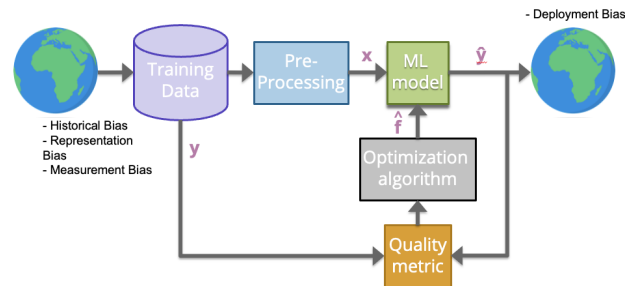 - Deployment Bias
Training
Data
Pre-
Processing
x
ML
model
ŷ
- Historical Bias
- Representation
Bias
- Measurement Bias
y
f̂
Optimization
algorithm
Quality
metric